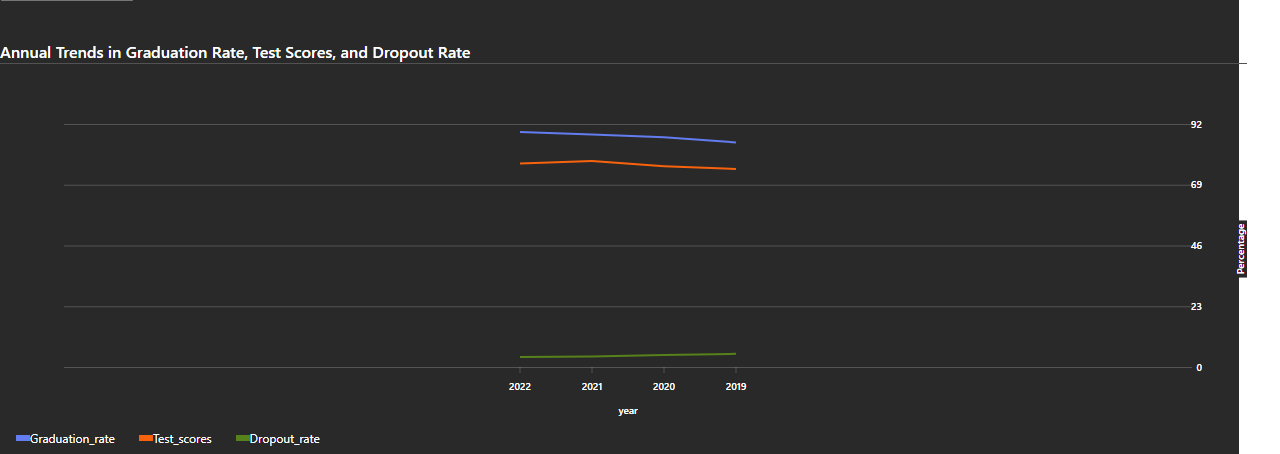 Annual Trends in Graduation Rate, Test Scores, and Dropout Rate
92
69
46
23
0
Percentage
2022 2021 2020 2019
year
Graduation_rate Test_scores Dropout_rate